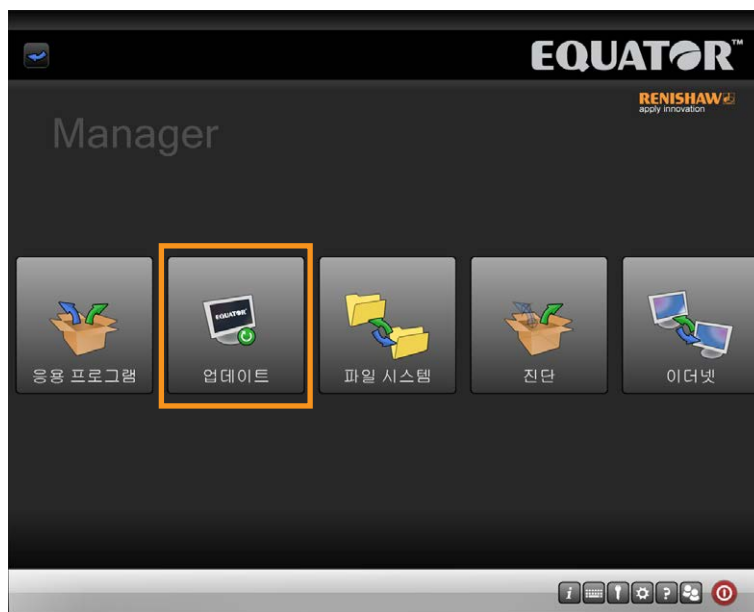 EQUATOR™
RENISHAW
apply innovation
Manager
응용 프로그램
EQUATOR
업데이트
파일 시스템
진단
이더넷